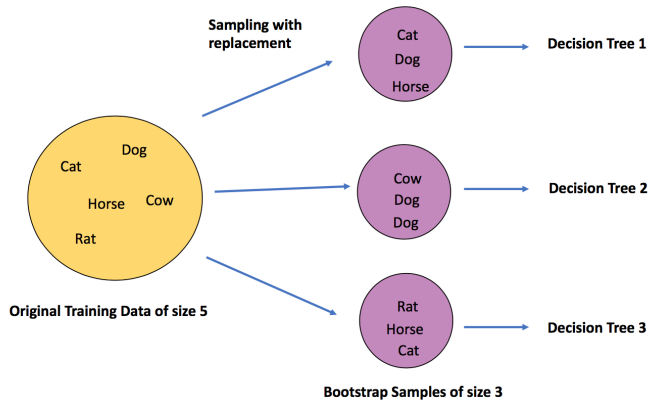 Sampling with
replacement
Cat
Dog
Horse
Decision Tree 1
Dog
Cat
Horse
Cow
Rat
Cow
Dog
Dog
Decision Tree 2
Original Training Data of size 5
Rat
Horse
Cat
Decision Tree 3
Bootstrap Samples of size 3